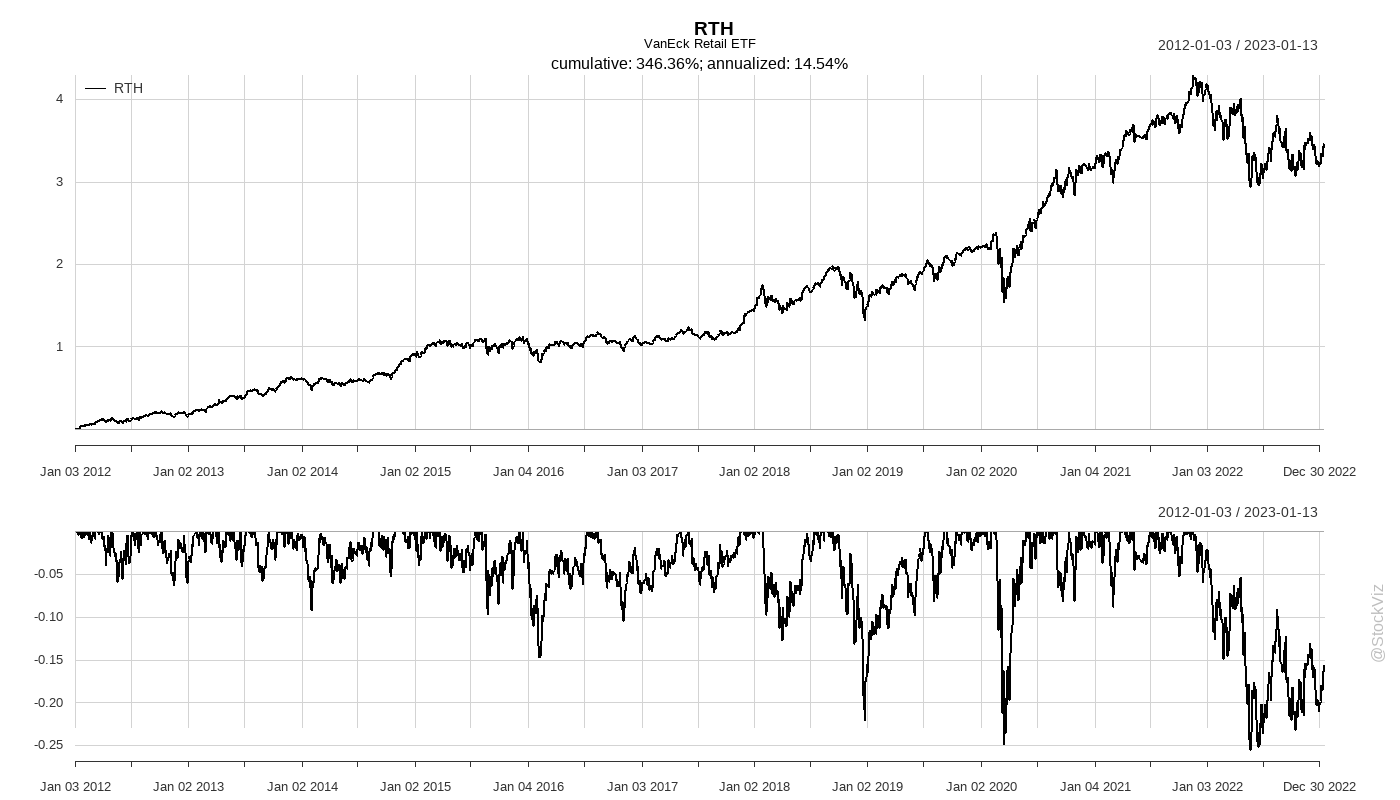 RTH
VanEck Retail ETF
cumulative: 346.36%; annualized: 14.54%
2012-01-03 / 2023-01-13
RTH
4
3
2
1
Jan 03 2012 Jan 02 2013 Jan 02 2014 Jan 02 2015 Jan 04 2016 Jan 03 2017 Jan 02 2018 Jan 02 2019 Jan 02 2020 Jan 04 2021 Jan 03 2022 Dec 30 2022
2012-01-03 / 2023-01-13
-0.05
-0.10
-0.15
-0.20
-0.25
Jan 03 2012 Jan 02 2013 Jan 02 2014 Jan 02 2015 Jan 04 2016 Jan 03 2017 Jan 02 2018 Jan 02 2019 Jan 02 2020 Jan 04 2021 Jan 03 2022 Dec 30 2022
@StockViz